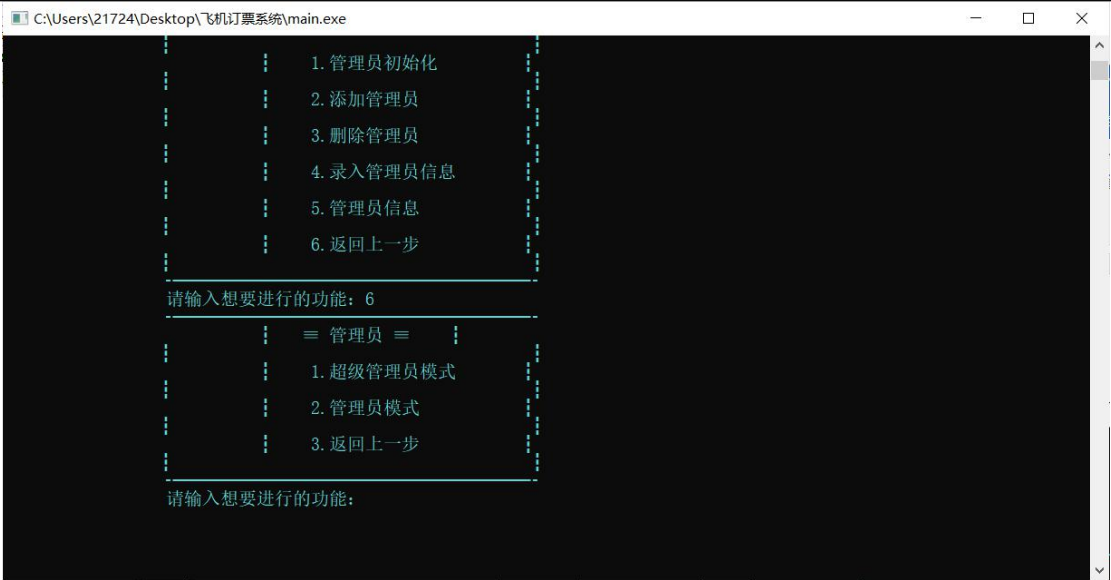 C:\Users\21724\Desktop\飞机订票系统\main.exe
1.管理员初始化
2.添加管理员
3.删除管理员
4.录入管理员信息
5.管理员信息
6.返回上一步
请输入想要进行的功能：6
≡ 管理员 ≡
1.超级管理员模式
2.管理员模式
3.返回上一步
请输入想要进行的功能：